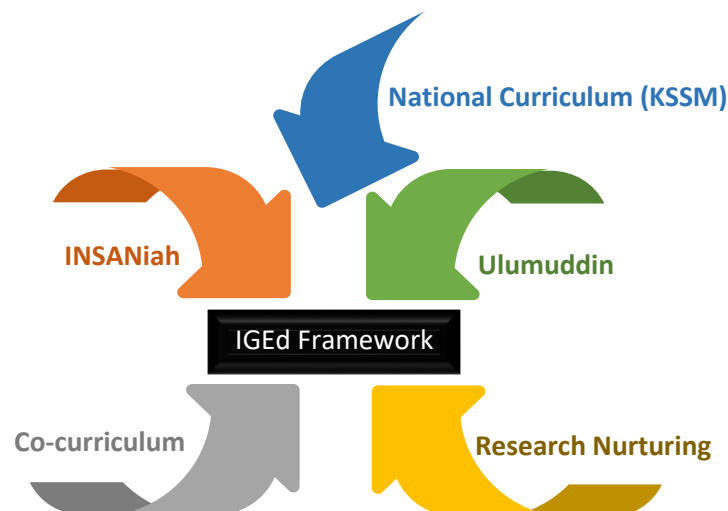 National Curriculum (KSSM)
INSANiah
Ulumuddin
IGEd Framework
Co-curriculum
Research Nurturing